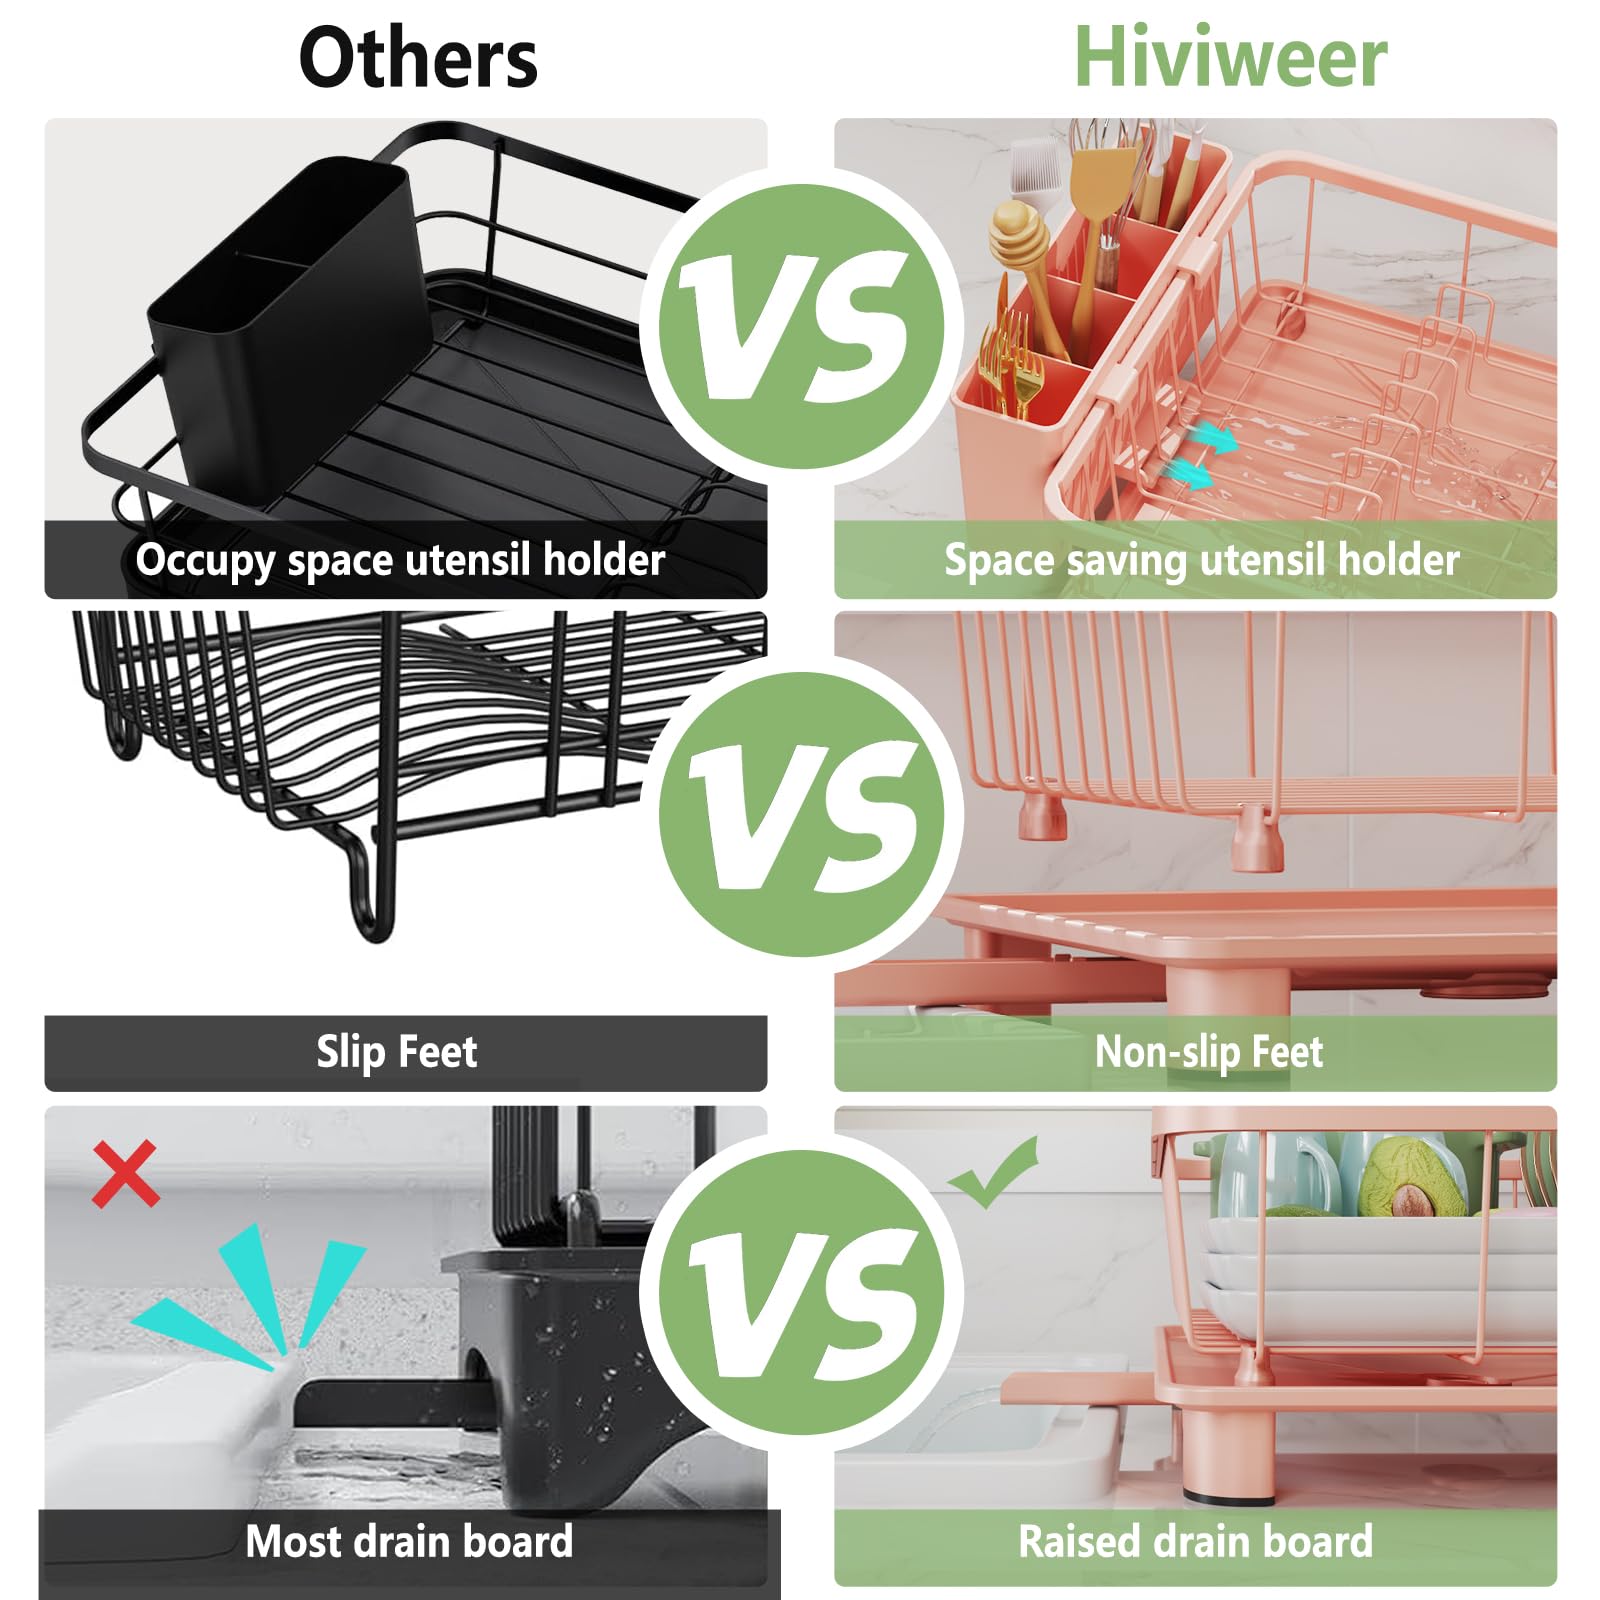 Others
Hiviweer
VS
Occupy space utensil holder
Space saving utensil holder
VS
Slip Feet
Non-slip Feet
VS
Most drain board
Raised drain board